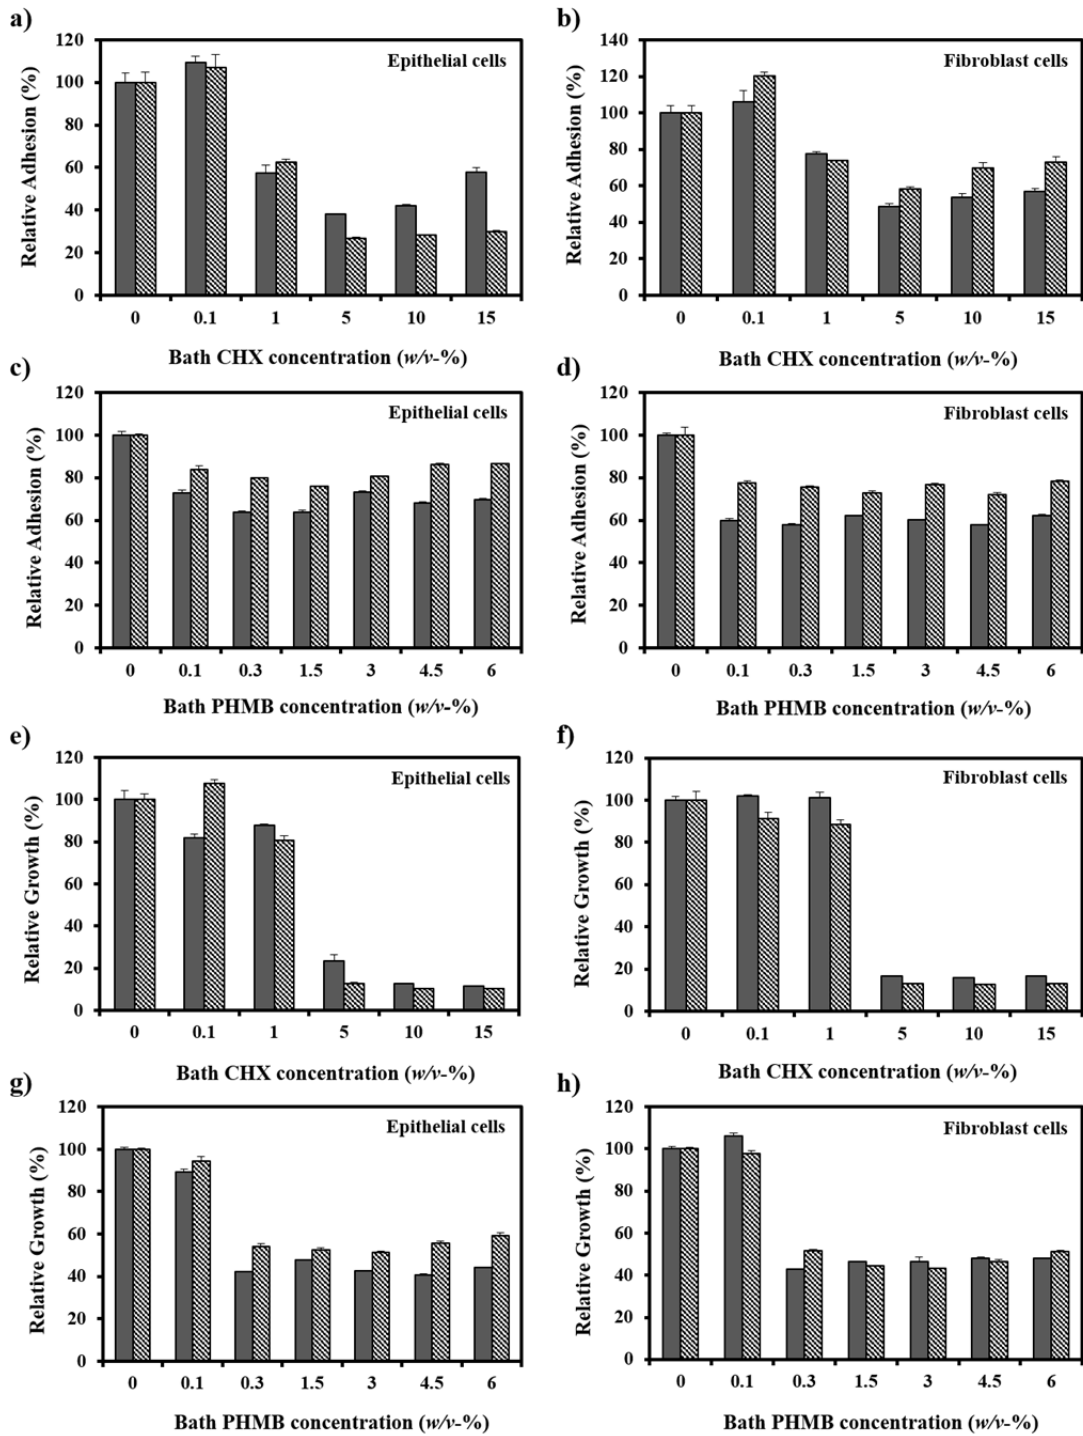 a)
120
100
80
60
40
20
0
Relative Adhesion (%)
Epithelial cells
0 0.1 1 5 10 15
Bath CHX concentration (w/v-%)
b)
140
120
100
80
60
40
20
0
Relative Adhesion (%)
Fibroblast cells
0 0.1 1 5 10 15
Bath CHX concentration (w/v-%)
c)
120
100
80
60
40
20
0
Relative Adhesion (%)
Epithelial cells
0 0.1 0.3 1.5 3 4.5 6
Bath PHMB concentration (w/v-%)
d)
120
100
80
60
40
20
0
Relative Adhesion (%)
Fibroblast cells
0 0.1 0.3 1.5 3 4.5 6
Bath PHMB concentration (w/v-%)
e)
120
100
80
60
40
20
0
Relative Growth (%)
Epithelial cells
0 0.1 1 5 10 15
Bath CHX concentration (w/v-%)
f)
120
100
80
60
40
20
0
Relative Growth (%)
Fibroblast cells
0 0.1 1 5 10 15
Bath CHX concentration (w/v-%)
g)
120
100
80
60
40
20
0
Relative Growth (%)
Epithelial cells
0 0.1 0.3 1.5 3 4.5 6
Bath PHMB concentration (w/v-%)
h)
120
100
80
60
40
20
0
Relative Growth (%)
Fibroblast cells
0 0.1 0.3 1.5 3 4.5 6
Bath PHMB concentration (w/v-%)